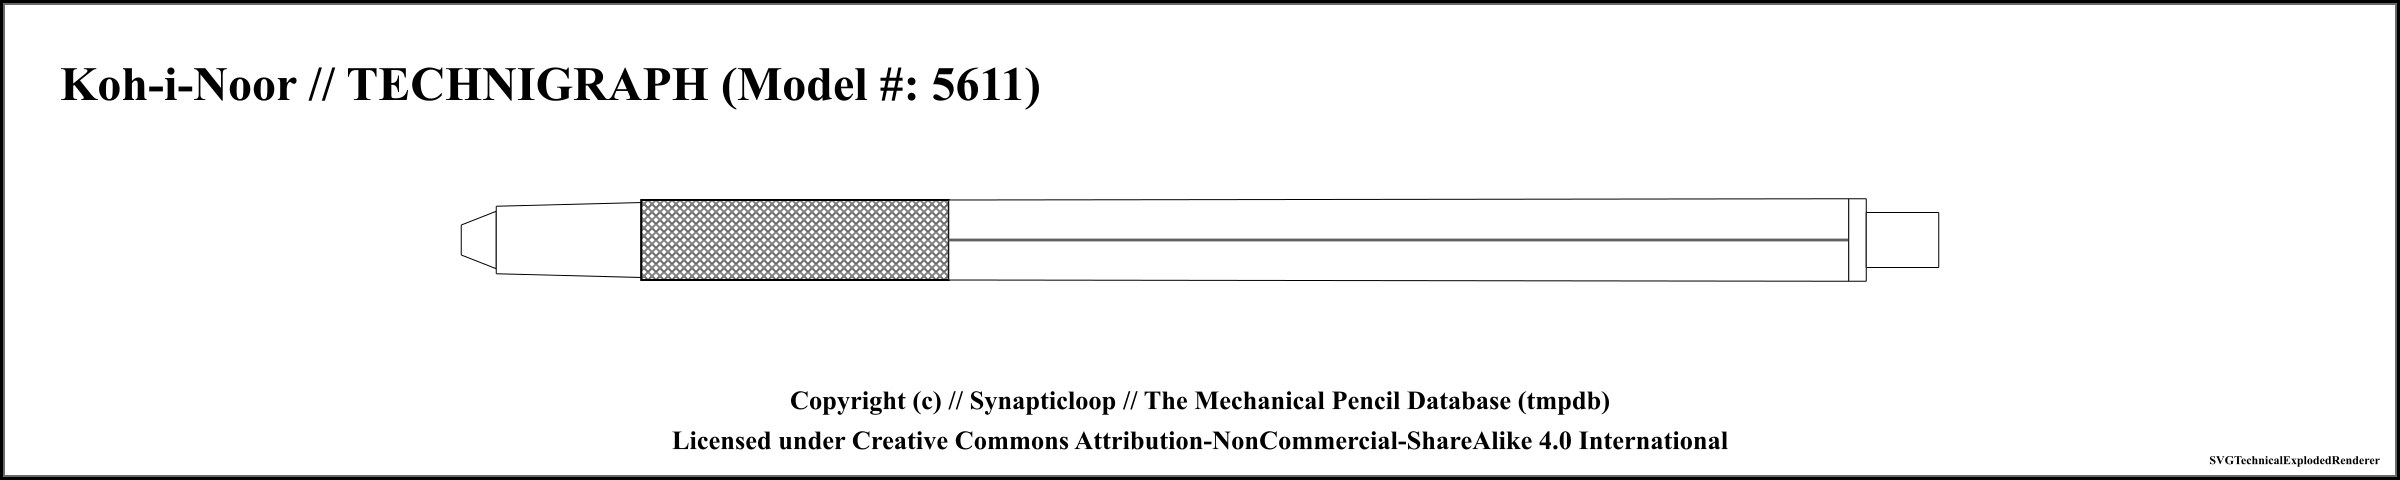 Koh-i-Noor // TECHNIGRAPH (Model #: 5611)
Copyright (c) // Synapticloop // The Mechanical Pencil Database (tmpdb)
Licensed under Creative Commons Attribution-NonCommercial-ShareAlike 4.0 International
SVGTechnicalExplodedRenderer